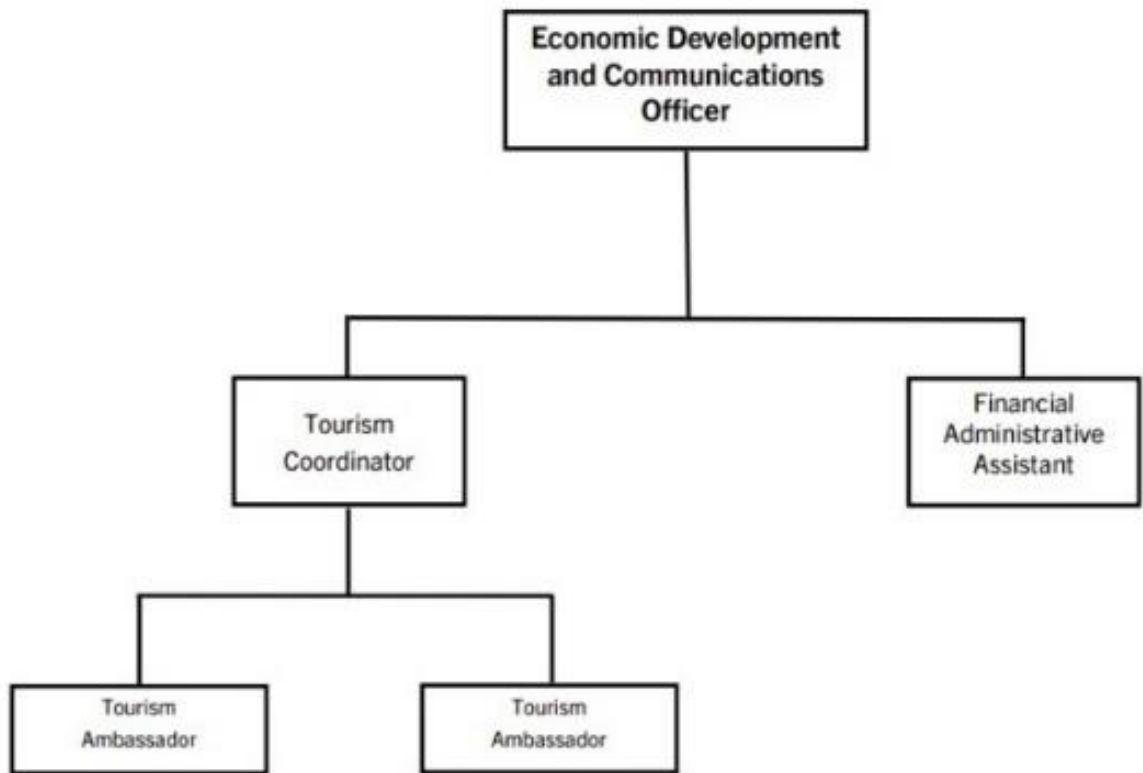 Economic Development
and Communications
Officer
Tourism
Coordinator
Financial
Administrative
Assistant
Tourism
Ambassador
Tourism
Ambassador